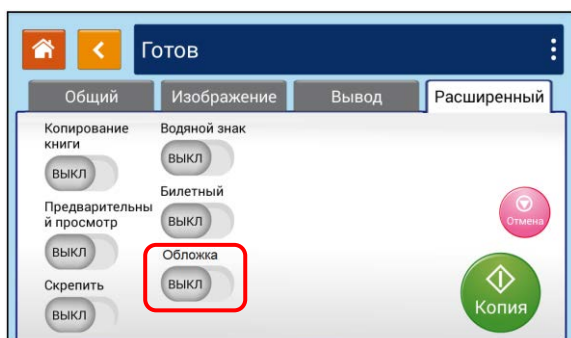 Готов
Общий Изображение Вывод Расширенный
Копирование
книги
ВЫКЛ
Предварительны
й просмотр
ВЫКЛ
Скрепить
ВЫКЛ
Водяной знак
ВЫКЛ
Билетный
ВЫКЛ
Обложка
ВЫКЛ
Отмена
Копия